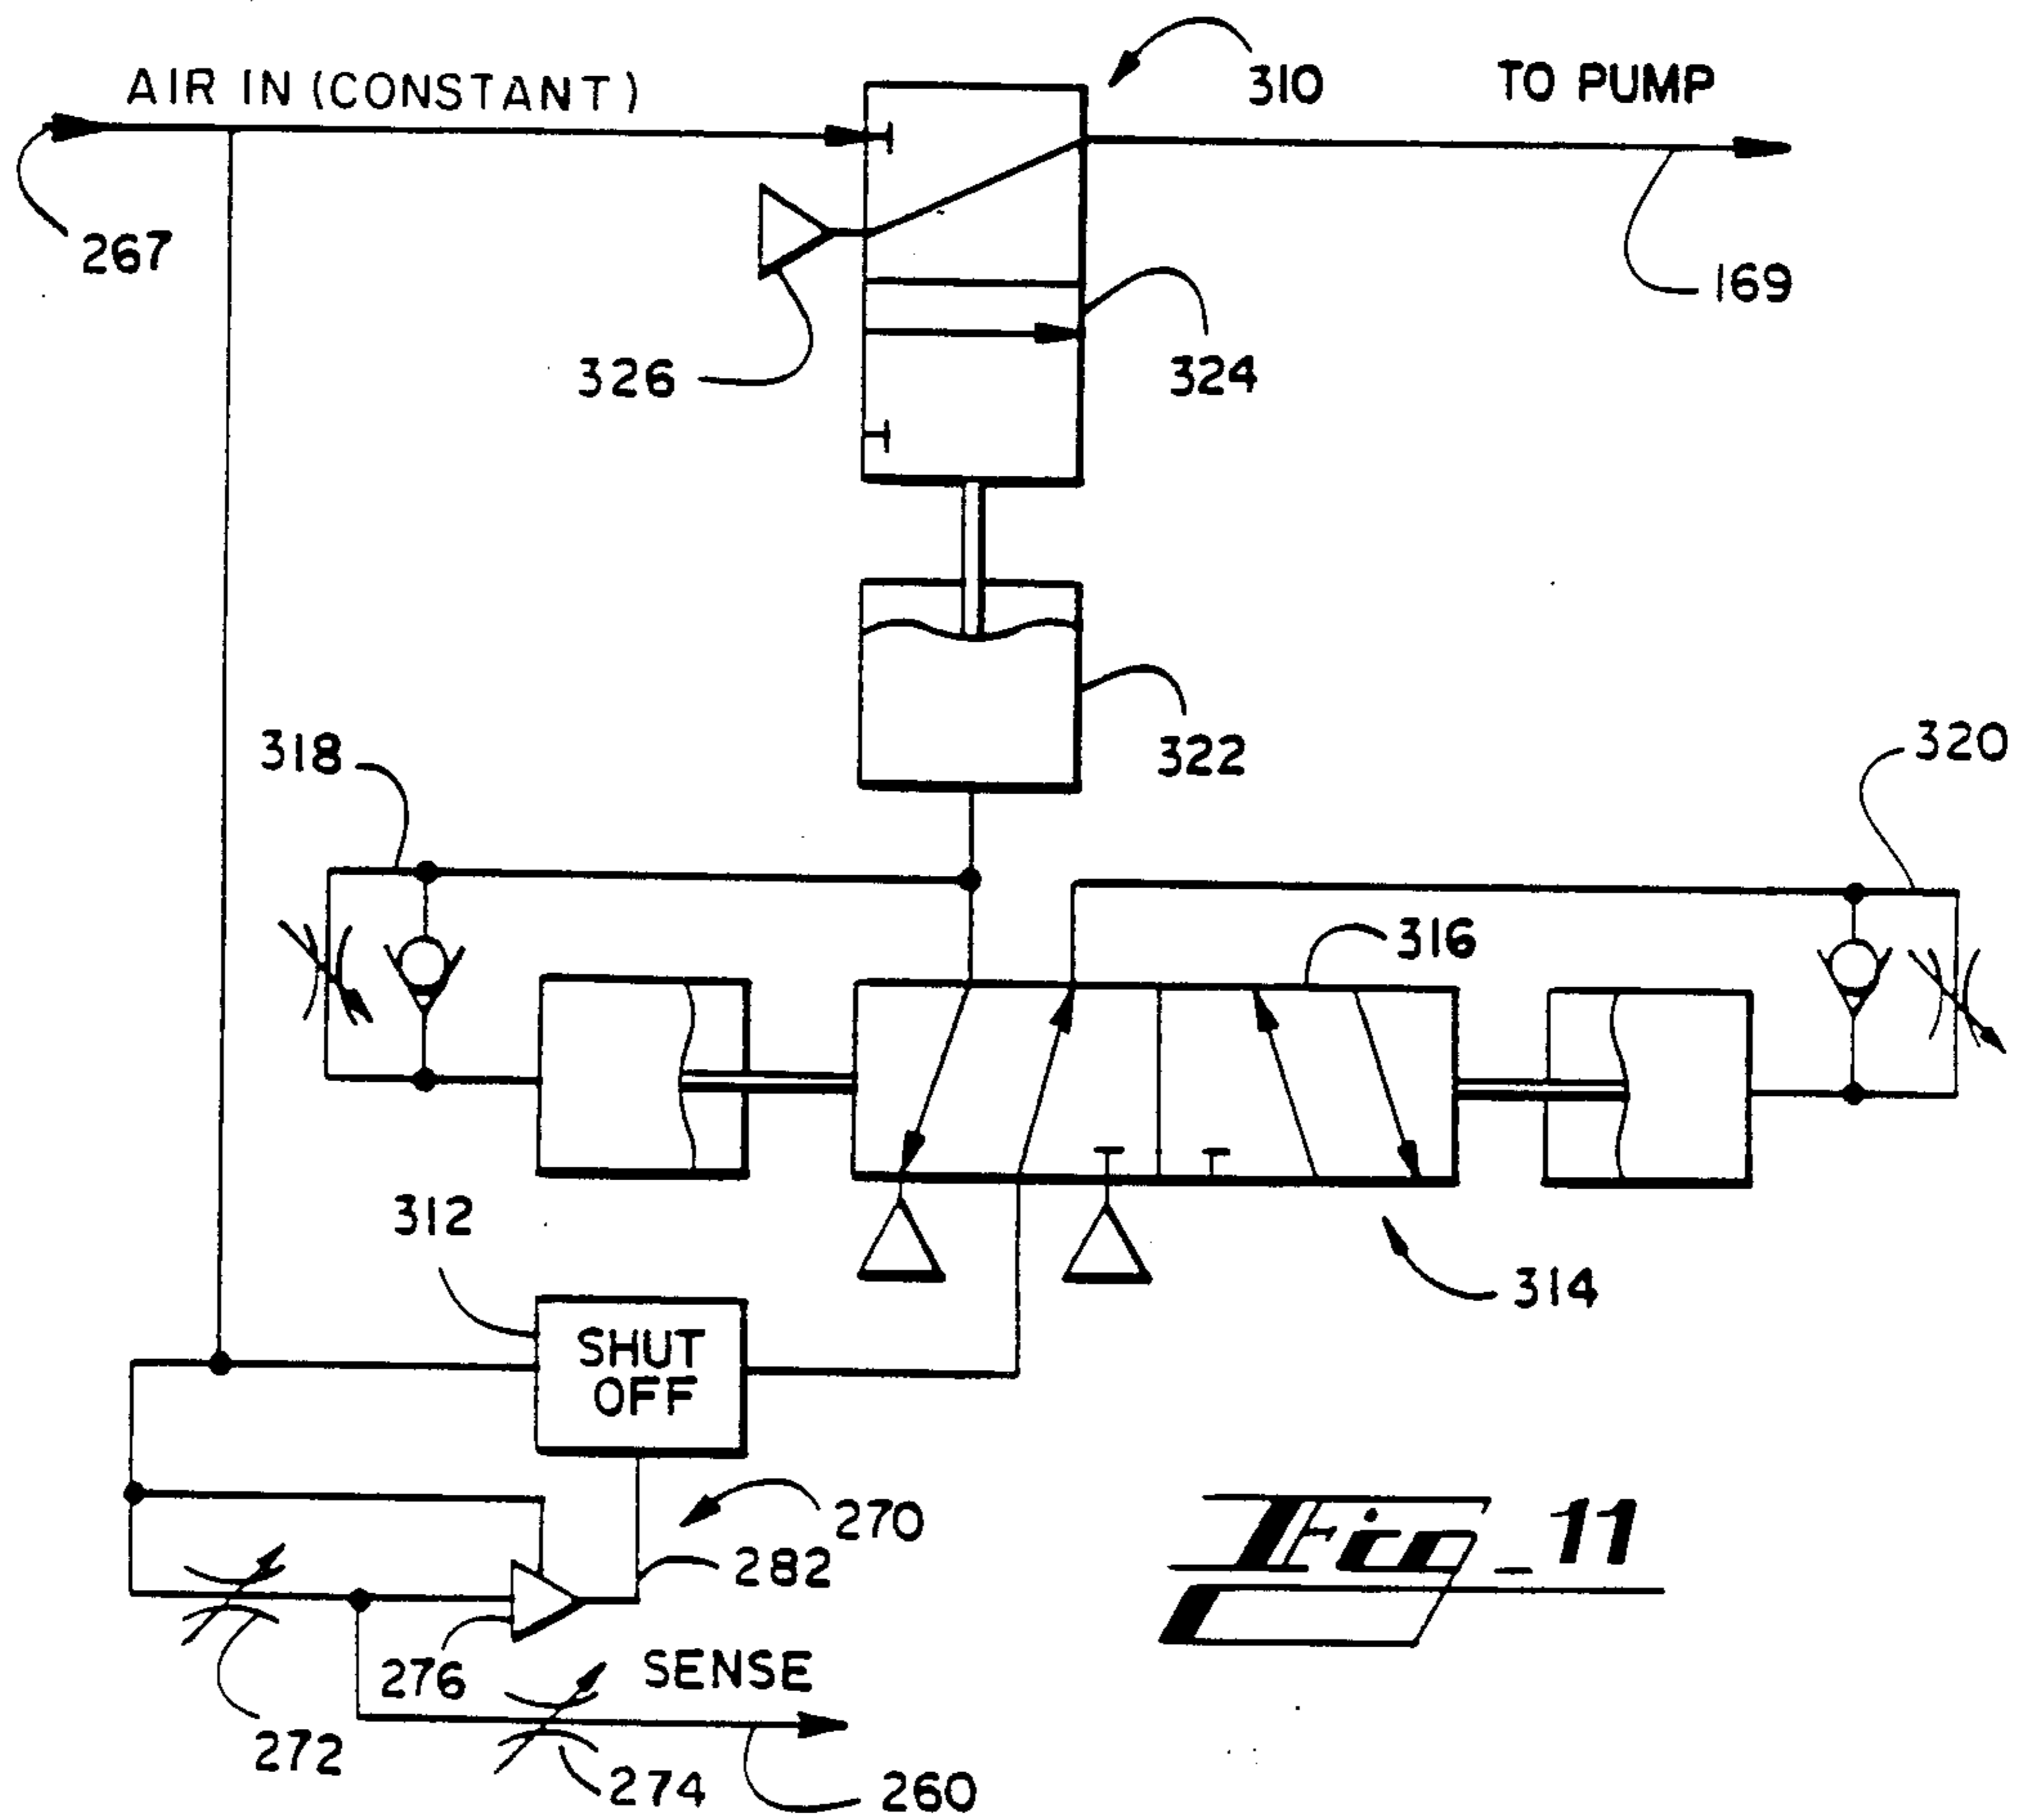 AIR IN (CONSTANT)
310
TO PUMP
267
169
326
324
322
318
320
316
312
SHUT
OFF
314
270
282
276
SENSE
272
274
260
Fig_11